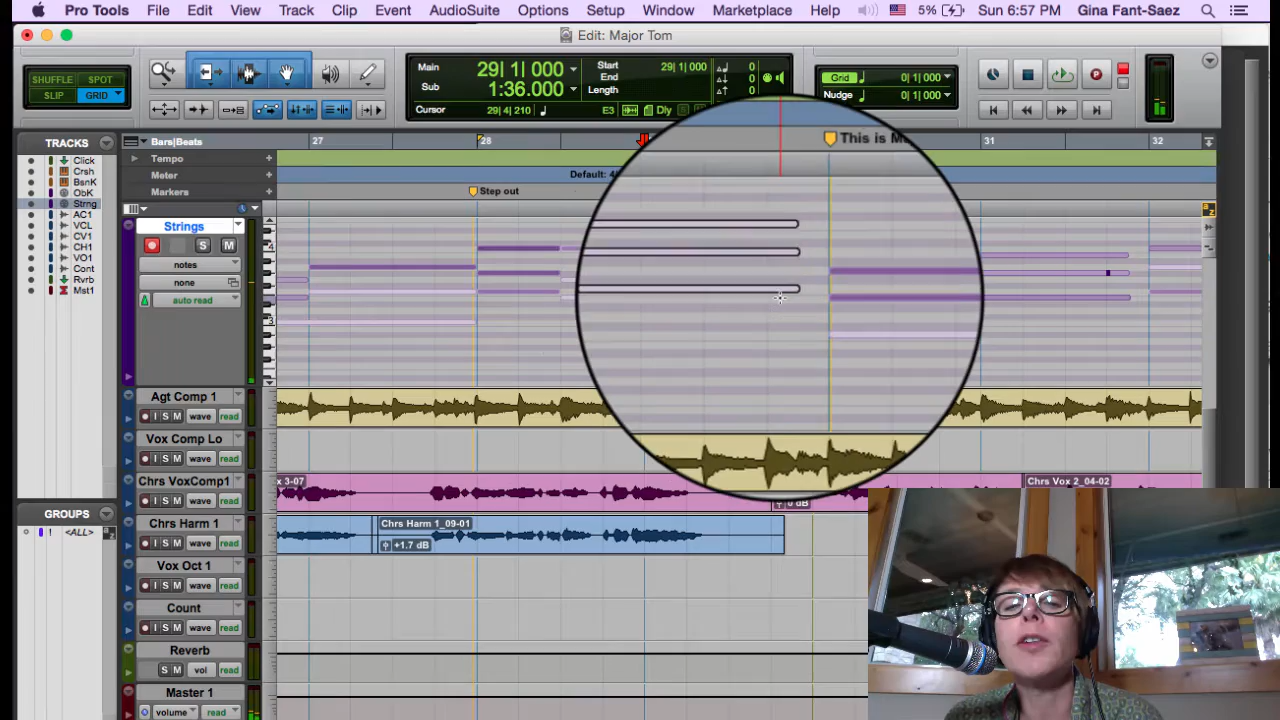 Pro Tools File Edit View Track Clip Event AudioSuite Options Setup Window Marketplace Help 5% Sun 6:57 PM Gina Fant-Saez
Edit: Major Tom
SHUFFLE SPOT
SLIP GRID
Main 29| 1| 000
Sub 1:36.000
Cursor 29| 4| 210 E3 Dly
Start 29| 1| 000
End
Length
0
0
0
Grid 0| 1| 000
Nudge 0| 1| 000
TRACKS
Click
Crsh
BsnK
ObK
Strng
AC1
VCL
CV1
CH1
VO1
Cont
Rvrb
Mst1
GROUPS
1 <ALL>
Bars|Beats 27 28 31 32
Tempo
Meter Default: 4
Markers Step out
This is M
a
z
Strings
S M
notes
none
auto read
4
3
Agt Comp 1
I S M wave read
Vox Comp Lo
I S M wave read
Chrs VoxComp1
I S M wave read
x 3-07
0 dB
Chrs Vox 2_04-02
Chrs Harm 1
I S M wave read
Chrs Harm 1_09-01
+1.7 dB
Vox Oct 1
I S M wave read
Count
I S M wave read
Reverb
S M vol read
Master 1
volume read